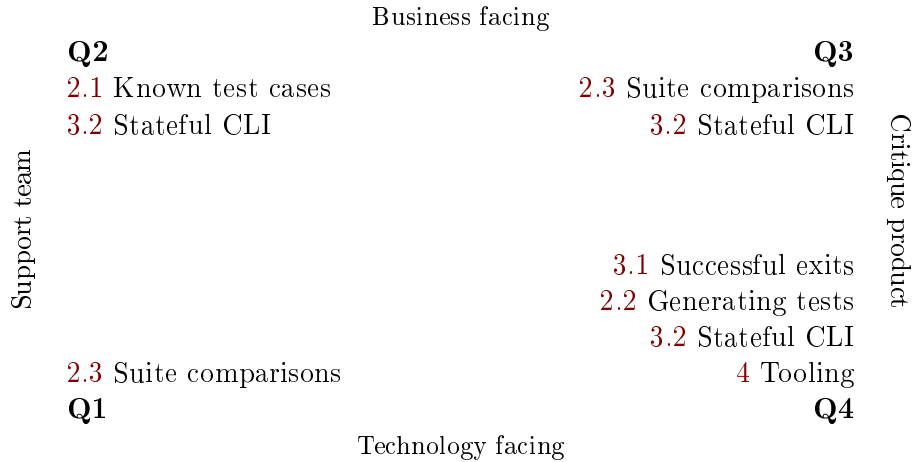 Business facing
Q2
Q3
2.1 Known test cases
2.3 Suite comparisons
3.2 Stateful CLI
3.2 Stateful CLI
Support team
Critique product
3.1 Successful exits
2.2 Generating tests
3.2 Stateful CLI
2.3 Suite comparisons
4 Tooling
Q1
Q4
Technology facing